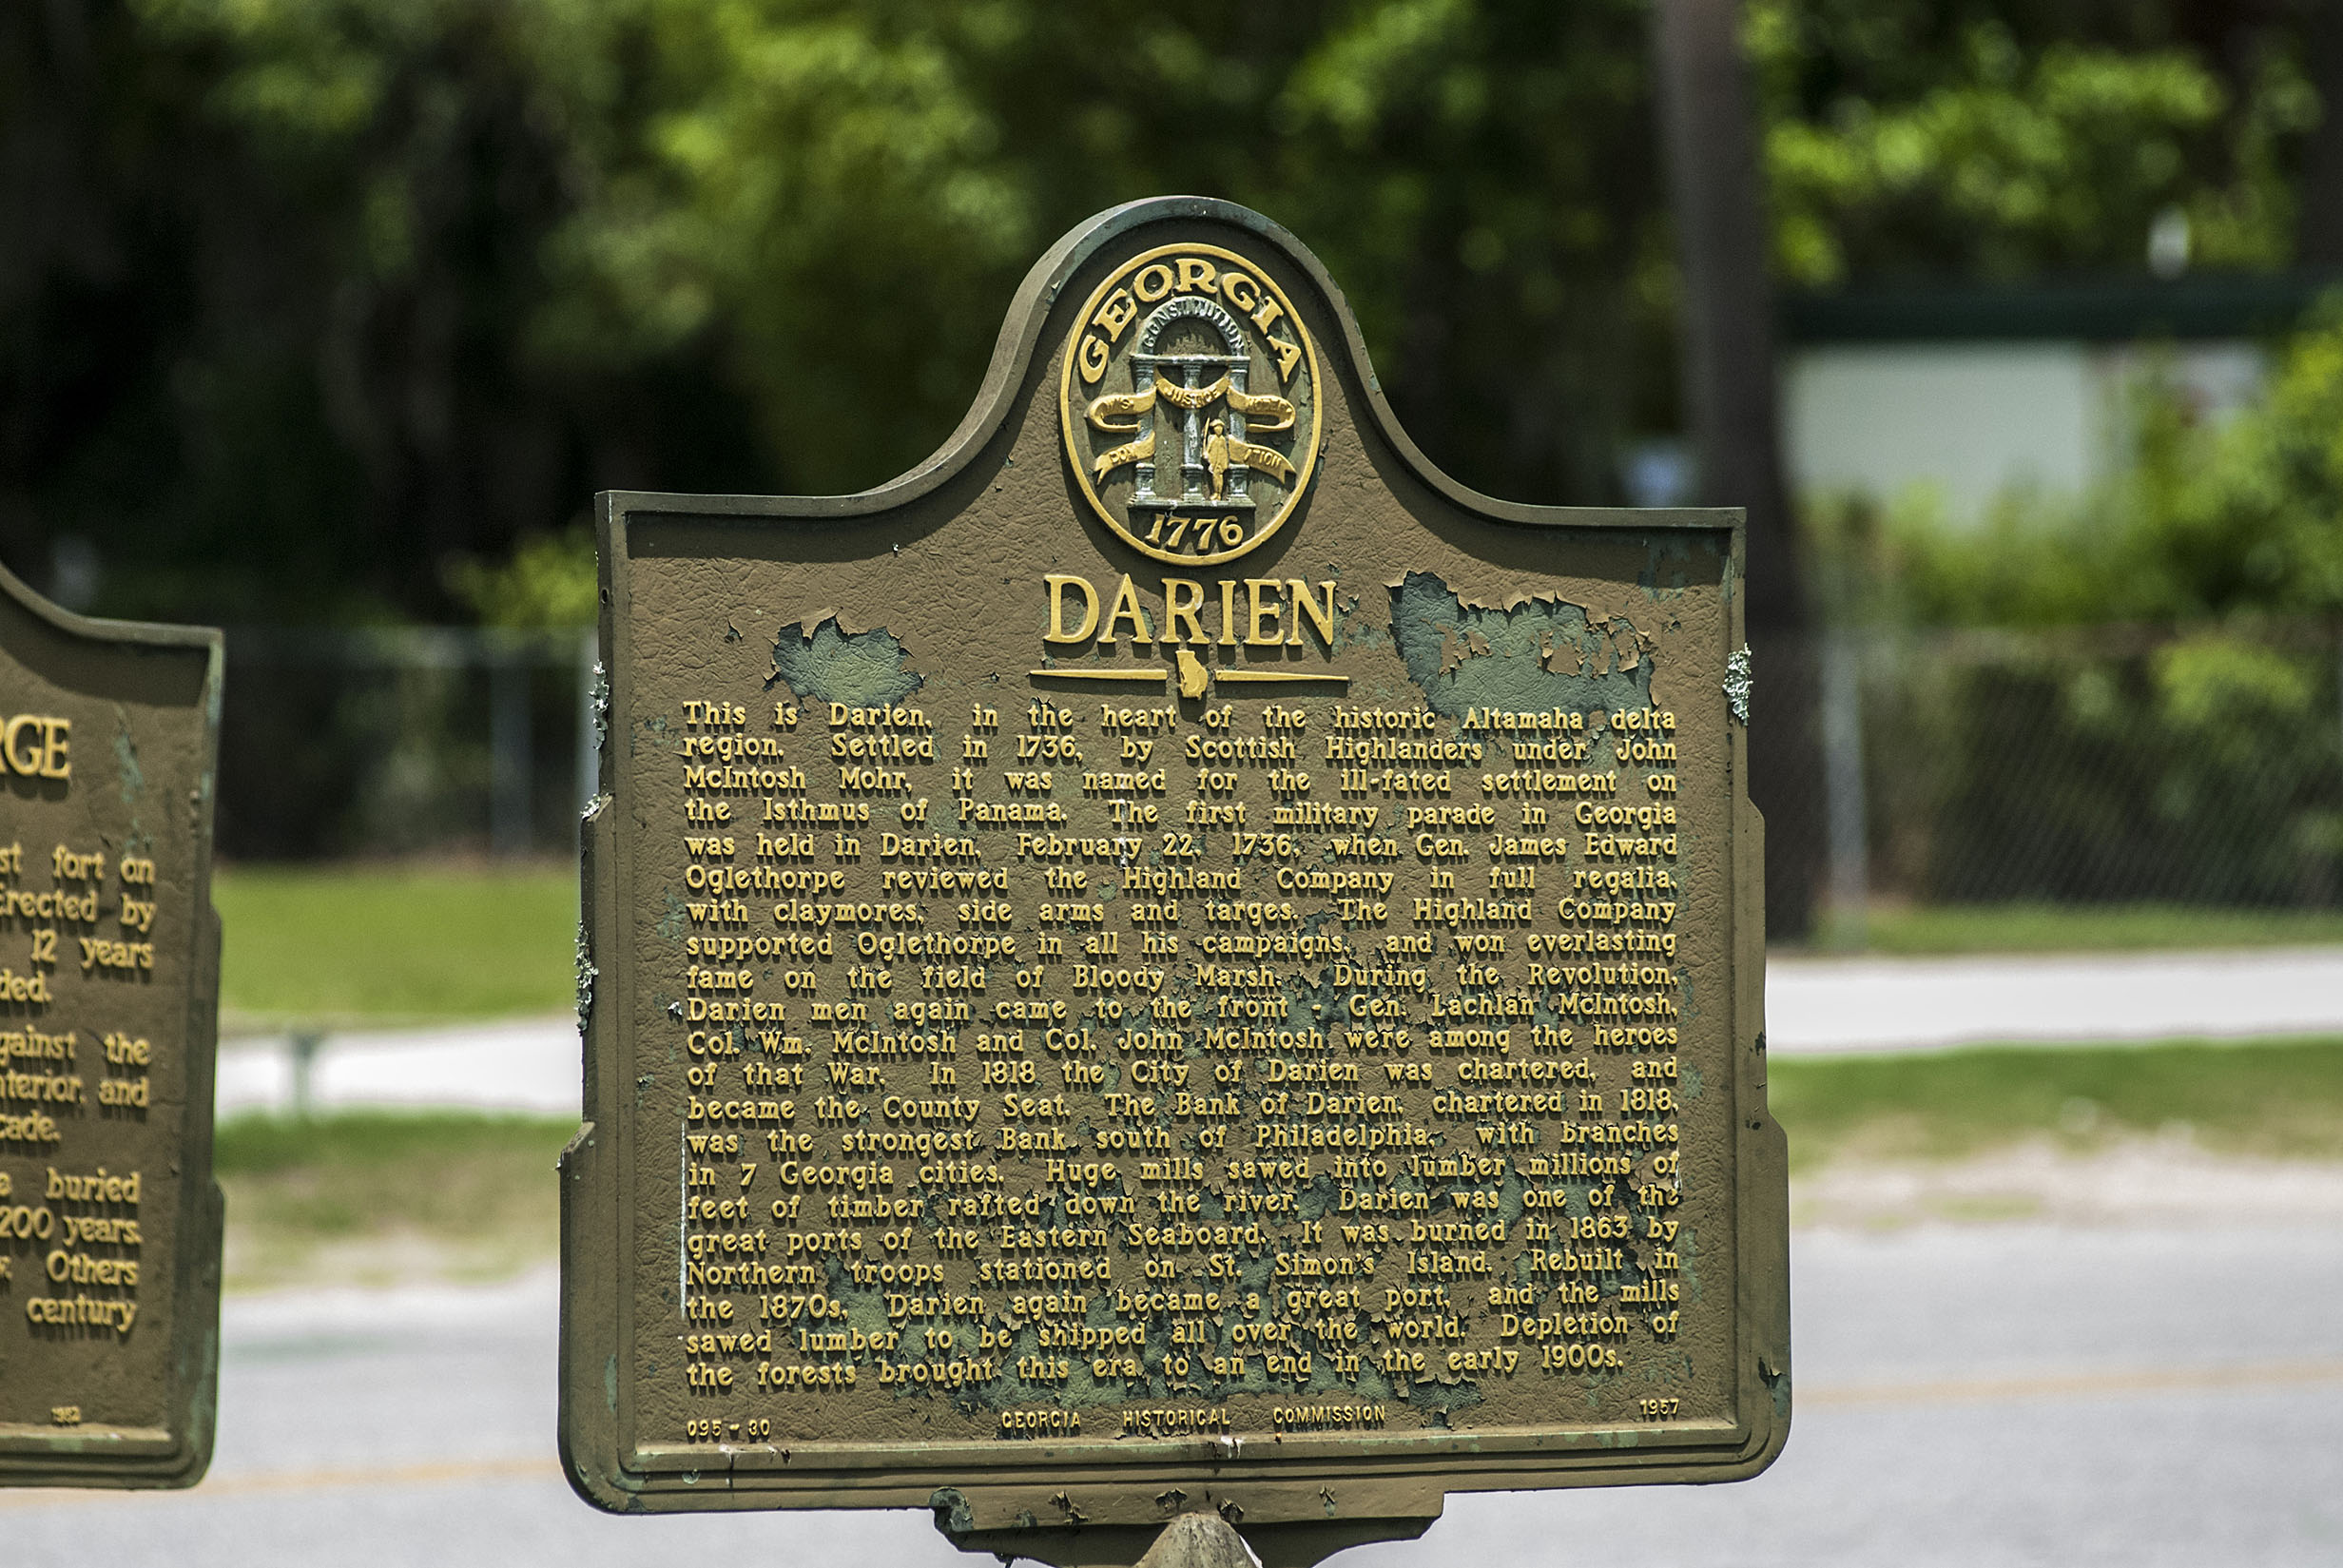 GEORGIA
CONSTITUTION
JUSTICE
1776
DARIEN
This is Darien, in the heart of the historic Altamaha delta
region. Settled in 1736, by Scottish Highlanders under John
McIntosh Mohr, it was named for the ill-fated settlement on
the Isthmus of Panama. The first military parade in Georgia
was held in Darien, February 22, 1736, when Gen. James Edward
Oglethorpe reviewed the Highland Company in full regalia,
with claymores, side arms and targes. The Highland Company
supported Oglethorpe in all his campaigns, and won everlasting
fame on the field of Bloody Marsh. During the Revolution,
Darien men again came to the front - Gen. Lachlan McIntosh,
Col. Wm. McIntosh and Col. John McIntosh were among the heroes
of that War. In 1818 the City of Darien was chartered, and
became the County Seat. The Bank of Darien, chartered in 1818,
was the strongest Bank south of Philadelphia, with branches
in 7 Georgia cities. Huge mills sawed into lumber millions of
feet of timber rafted down the river. Darien was one of the
great ports of the Eastern Seaboard. It was burned in 1863 by
Northern troops stationed on St. Simon's Island. Rebuilt in
the 1870s, Darien again became a great port, and the mills
sawed lumber to be shipped all over the world. Depletion of
the forests brought this era to an end in the early 1900s.
095-30 GEORGIA HISTORICAL COMMISSION 1957
RGE
st fort on
Erected by
12 years
ded.
gainst the
nterior, and
cade.
buried
200 years.
Others
century